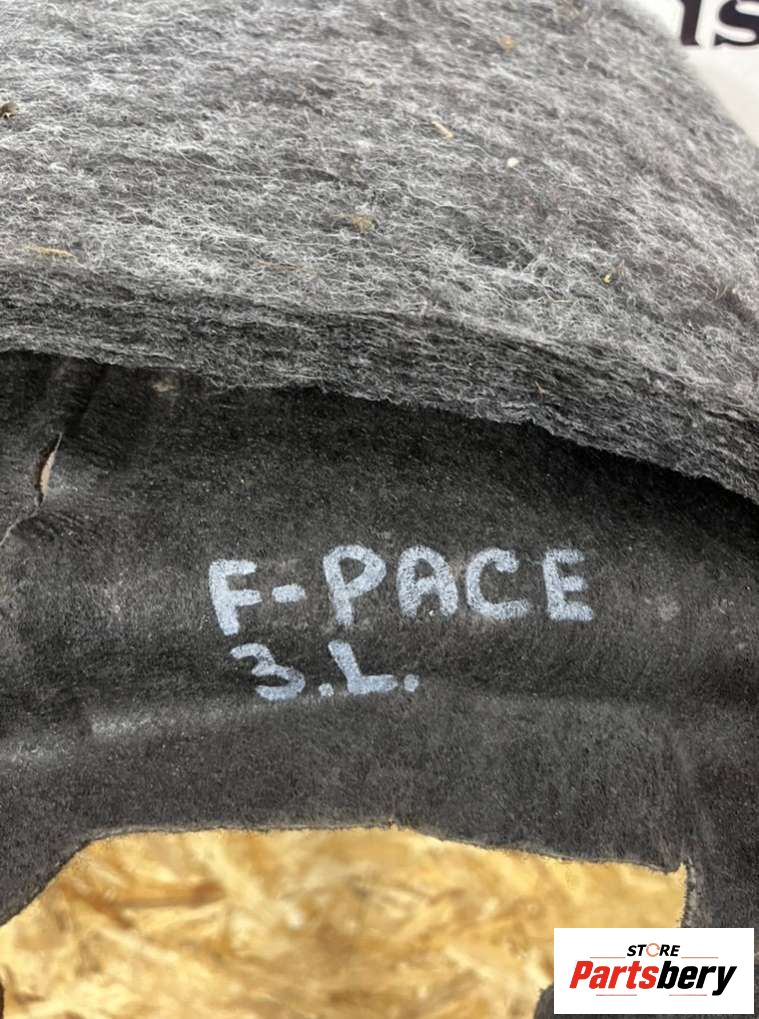 F-PACE
3.L.
STORE
Partsbery